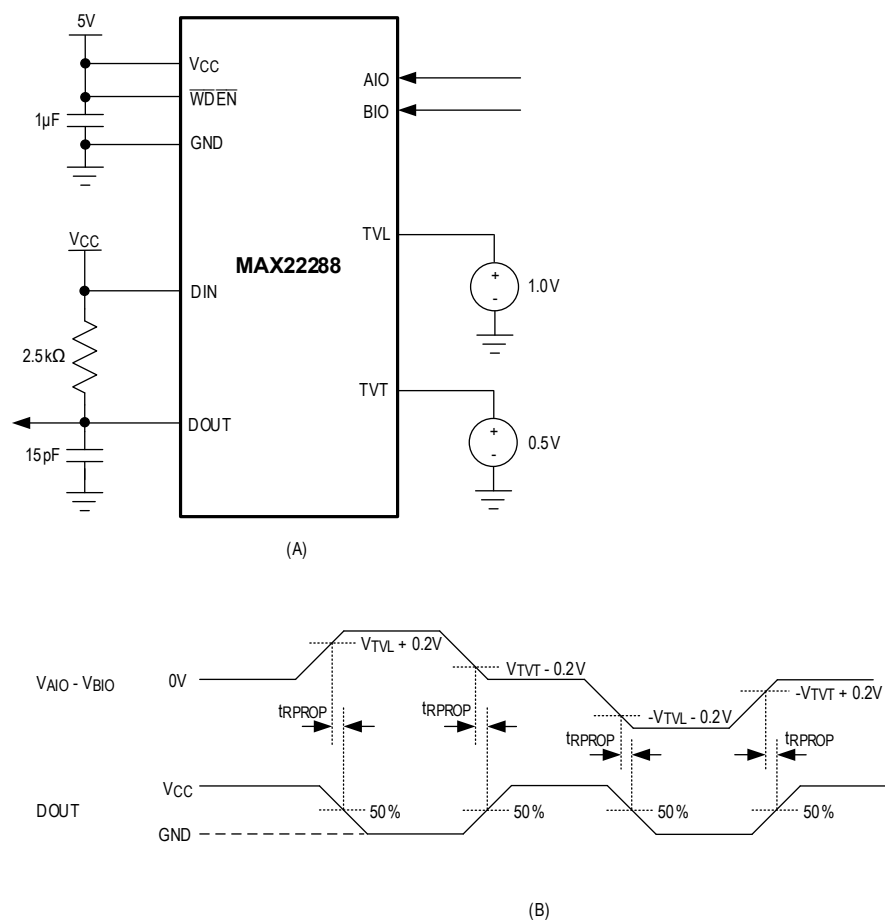 5V
VCC
AIO
WDEN
BIO
1µF
GND
TVL
VCC
MAX22288
1.0V
DIN
2.5kΩ
TVT
DOUT
0.5V
15pF
(A)
VTVL + 0.2V
VAIO - VBIO 0V VTVT - 0.2V -VTVT + 0.2V
tRPROP tRPROP -VTVL - 0.2V tRPROP
tRPROP
VCC
DOUT 50% 50% 50% 50%
GND
(B)